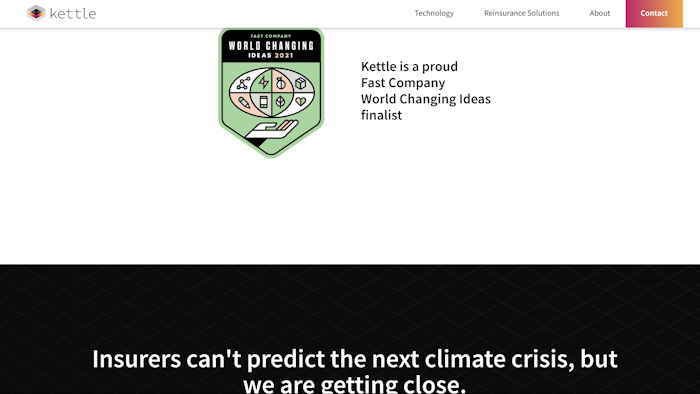 kettle
Technology
Reinsurance Solutions
About
Contact
FAST COMPANY
WORLD CHANGING
IDEAS 2021
Kettle is a proud
Fast Company
World Changing Ideas
finalist
Insurers can't predict the next climate crisis, but
we are getting close.